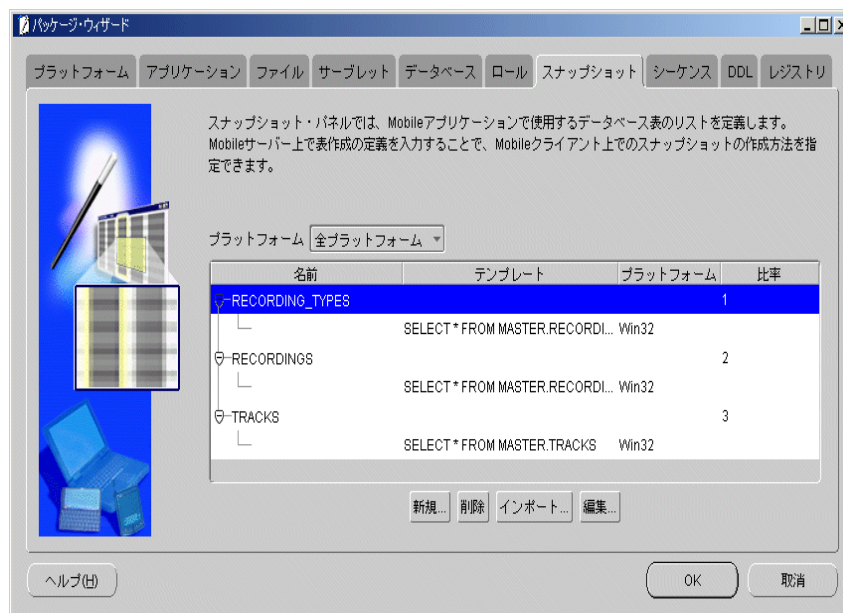 パッケージ・ウィザード
プラットフォーム アプリケーション ファイル サーブレット データベース ロール スナップショット シーケンス DDL レジストリ
スナップショット・パネルでは、Mobileアプリケーションで使用するデータベース表のリストを定義します。
Mobileサーバー上で表作成の定義を入力することで、Mobileクライアント上でのスナップショットの作成方法を指
定できます。
プラットフォーム 全プラットフォーム
名前 テンプレート プラットフォーム 比率
RECORDING_TYPES 1
SELECT * FROM MASTER.RECORDI... Win32
RECORDINGS 2
SELECT * FROM MASTER.RECORDI... Win32
TRACKS 3
SELECT * FROM MASTER.TRACKS Win32
新規... 削除 インポート... 編集...
ヘルプ(H) OK 取消